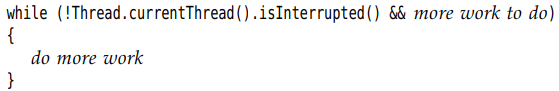 while (!Thread.currentThread().isInterrupted() && more work to do)
{
do more work
}